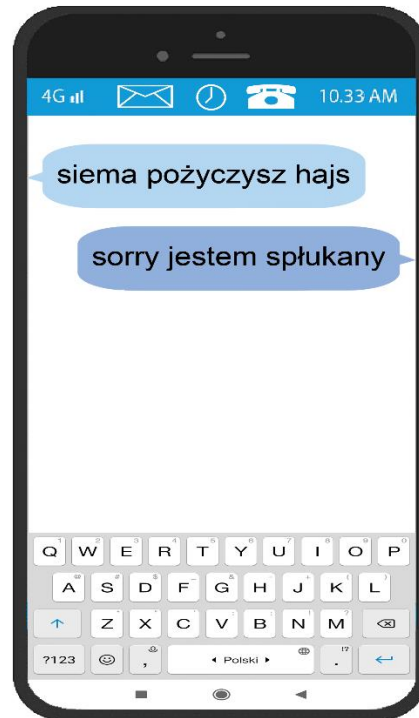 4G 10.33 AM
siema pożyczysz hajs
sorry jestem spłukany
Q W E R T Y U I O P
A S D F G H J K L
Z X C V B N M
?123 , Polski . !?